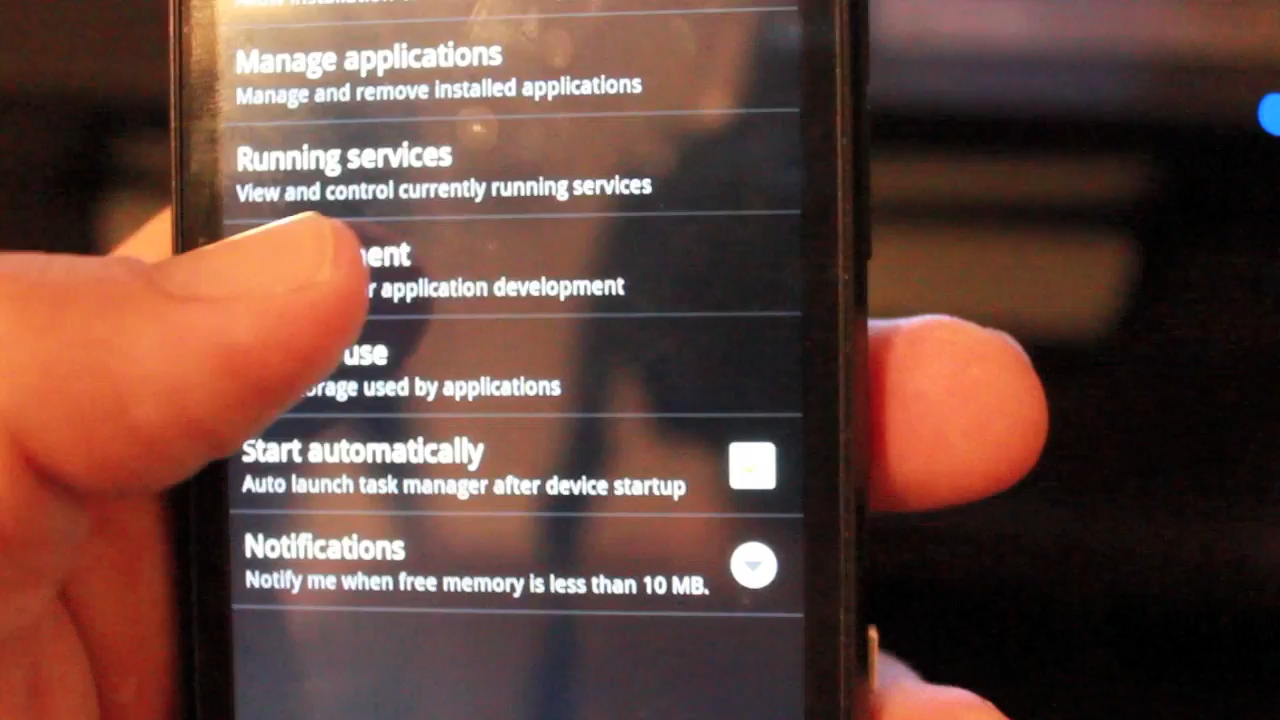 Manage applications
Manage and remove installed applications
Running services
View and control currently running services
application development
use
used by applications
Start automatically
Auto launch task manager after device startup
Notifications
Notify me when free memory is less than 10 MB.